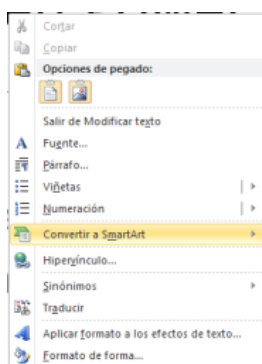 Cortar
Copiar
Opciones de pegado:
Salir de Modificar texto
Fuente...
Párrafo...
Viñetas
Numeración
Convertir a SmartArt
Hipervínculo...
Sinónimos
Traducir
Aplicar formato a los efectos de texto...
Formato de forma...